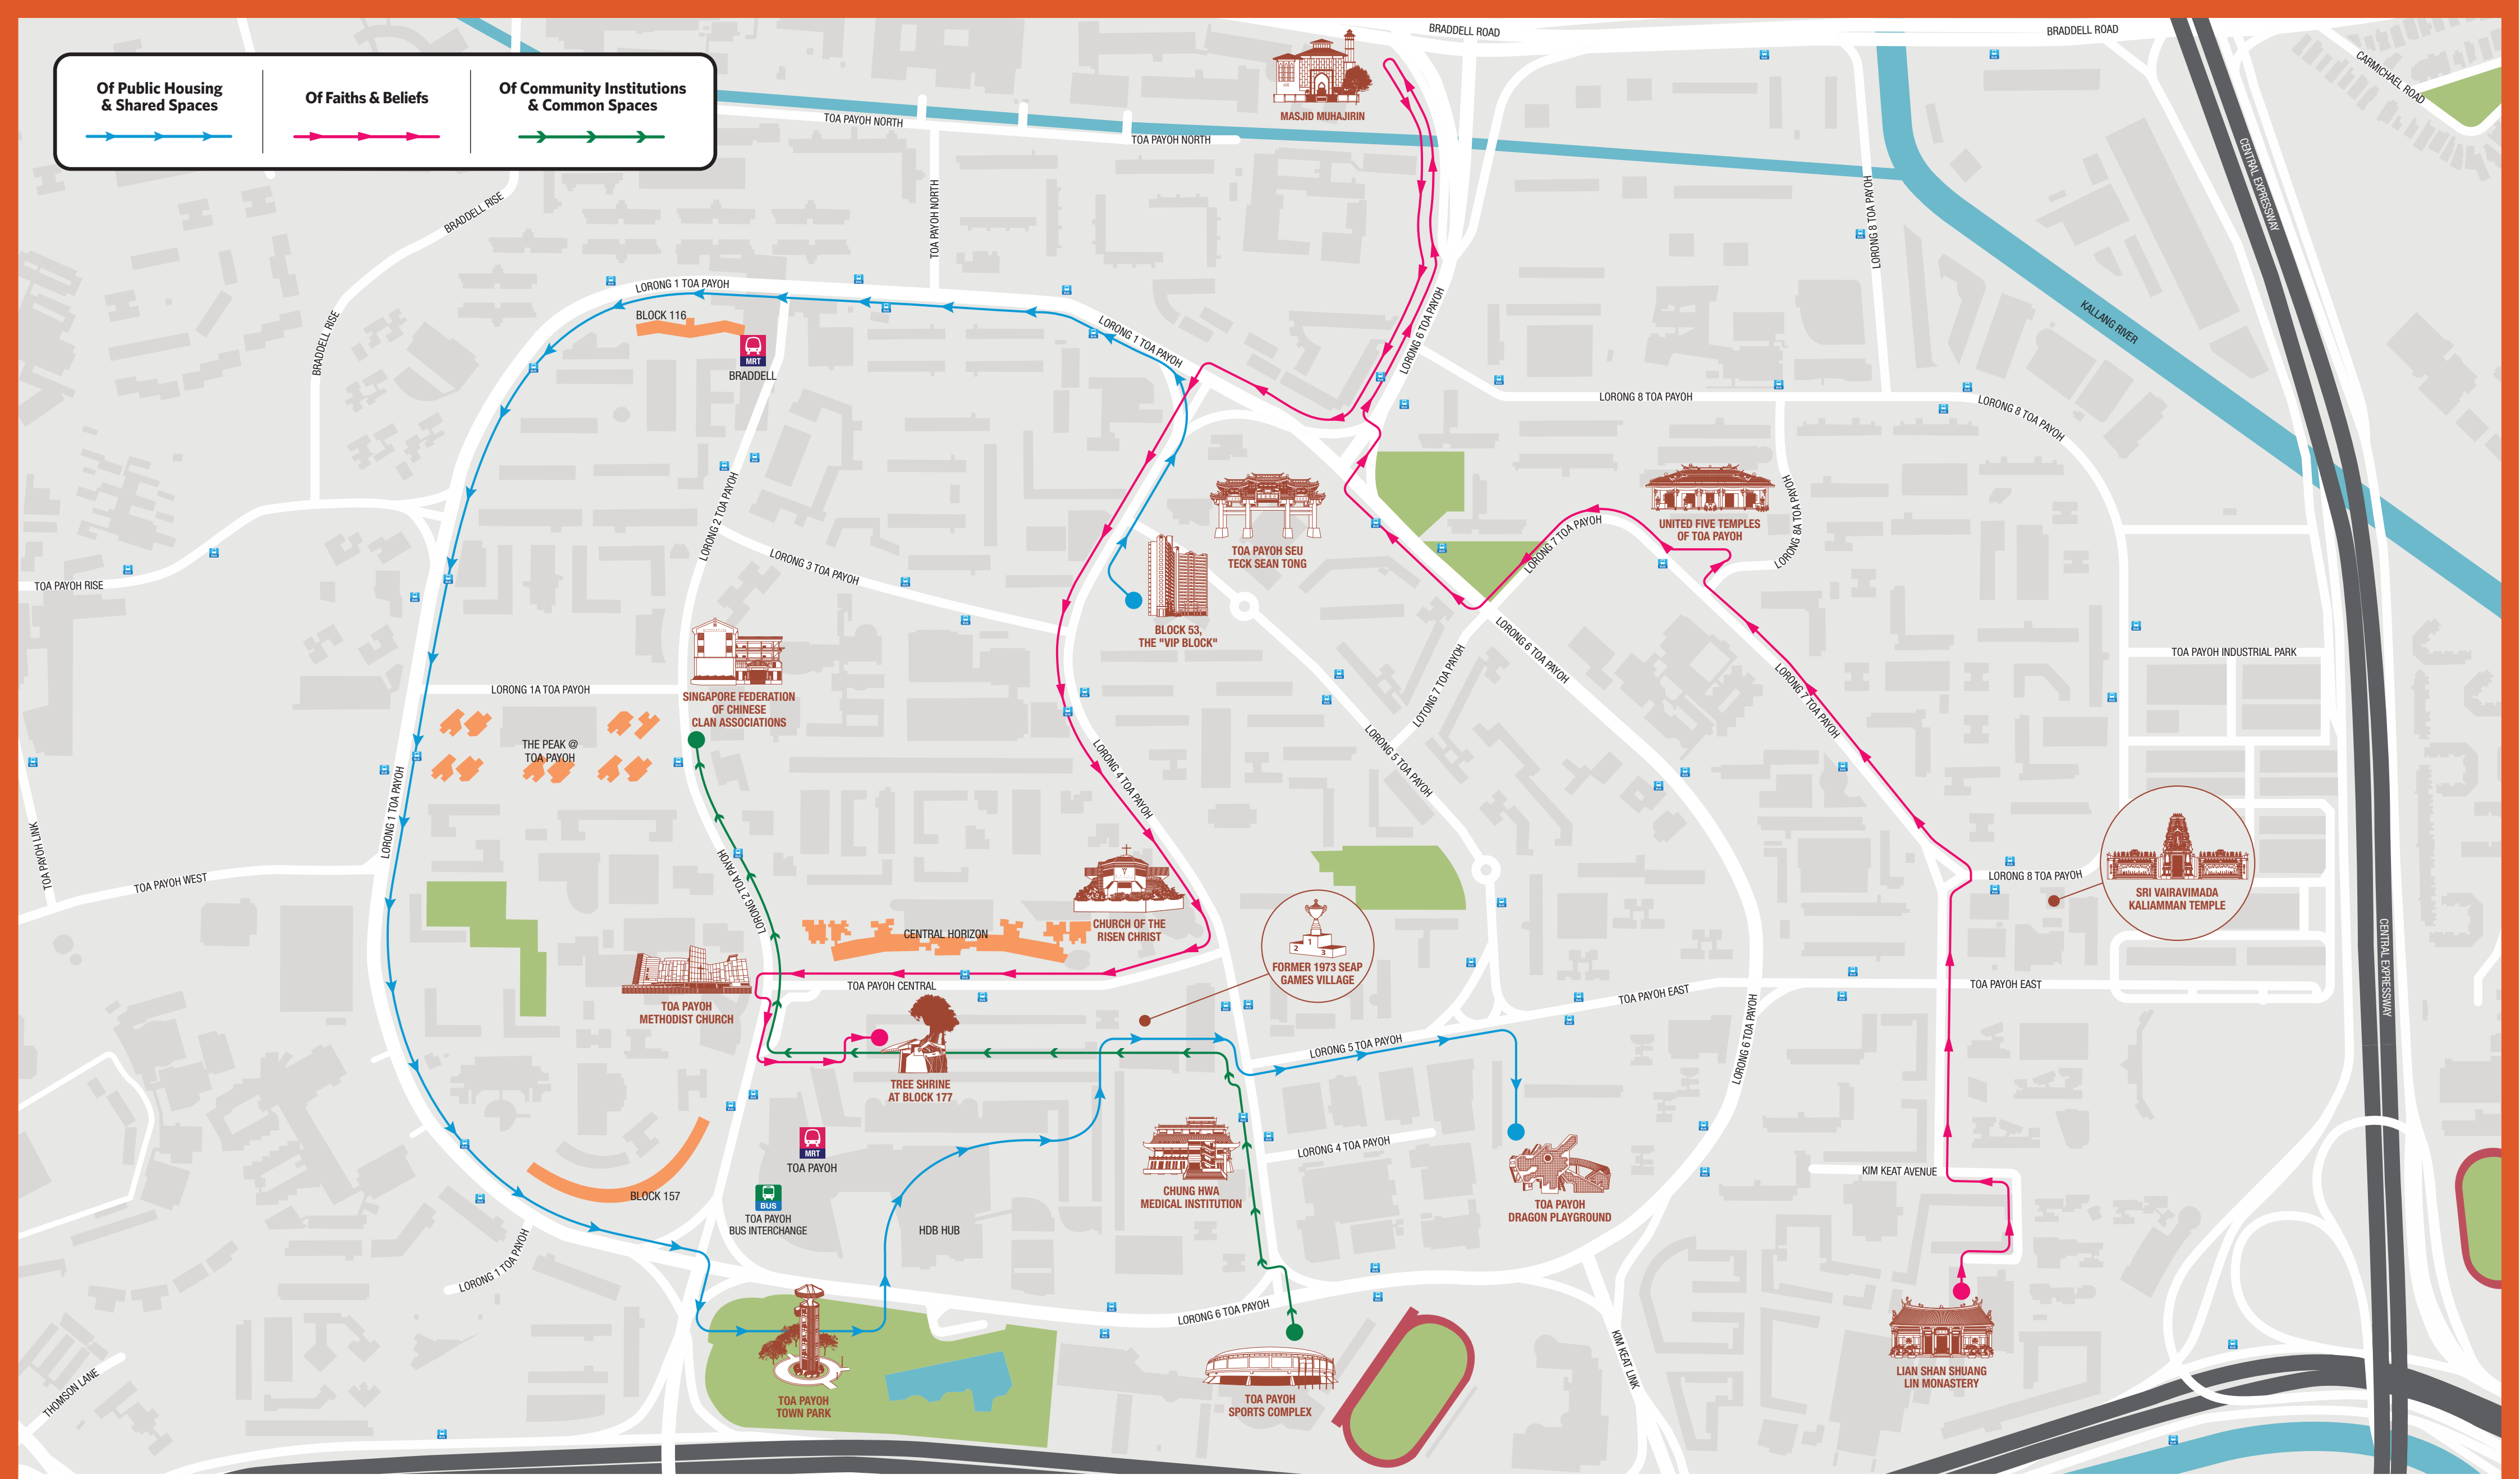 Of Public Housing
& Shared Spaces
Of Faiths & Beliefs
Of Community Institutions
& Common Spaces
BRADDELL ROAD
BRADDELL ROAD
CARMICHAEL ROAD
MASJID MUHAJIRIN
TOA PAYOH NORTH
TOA PAYOH NORTH
TOA PAYOH NORTH
CENTRAL EXPRESSWAY
BRADDELL RISE
BRADDELL RISE
LORONG 8 TOA PAYOH
KALLANG RIVER
LORONG 1 TOA PAYOH
BLOCK 116
MRT
BRADDELL
LORONG 1 TOA PAYOH
LORONG 6 TOA PAYOH
LORONG 8 TOA PAYOH
LORONG 8 TOA PAYOH
LORONG 2 TOA PAYOH
LORONG 3 TOA PAYOH
TOA PAYOH SEU
TECK SEAN TONG
UNITED FIVE TEMPLES
OF TOA PAYOH
LORONG 8A TOA PAYOH
LORONG 7 TOA PAYOH
TOA PAYOH RISE
BLOCK 53,
THE "VIP BLOCK"
LORONG 6 TOA PAYOH
TOA PAYOH INDUSTRIAL PARK
LORONG 1A TOA PAYOH
SINGAPORE FEDERATION
OF CHINESE
CLAN ASSOCIATIONS
LOTONG 7 TOA PAYOH
LORONG 7 TOA PAYOH
THE PEAK @
TOA PAYOH
LORONG 4 TOA PAYOH
LORONG 5 TOA PAYOH
LORONG 1 TOA PAYOH
TOA PAYOH LINK
TOA PAYOH WEST
LORONG 2 TOA PAYOH
LORONG 8 TOA PAYOH
SRI VAIRAVIMADA
KALIAMMAN TEMPLE
CHURCH OF THE
RISEN CHRIST
CENTRAL HORIZON
1
2
3
FORMER 1973 SEAP
GAMES VILLAGE
CENTRAL EXPRESSWAY
TOA PAYOH CENTRAL
TOA PAYOH EAST
TOA PAYOH EAST
TOA PAYOH
METHODIST CHURCH
LORONG 5 TOA PAYOH
LORONG 6 TOA PAYOH
TREE SHRINE
AT BLOCK 177
MRT
TOA PAYOH
LORONG 4 TOA PAYOH
KIM KEAT AVENUE
BLOCK 157
BUS
TOA PAYOH
BUS INTERCHANGE
HDB HUB
CHUNG HWA
MEDICAL INSTITUTION
TOA PAYOH
DRAGON PLAYGROUND
LORONG 1 TOA PAYOH
LORONG 6 TOA PAYOH
KIM KEAT LINK
LIAN SHAN SHUANG
LIN MONASTERY
THOMSON LANE
TOA PAYOH
TOWN PARK
TOA PAYOH
SPORTS COMPLEX